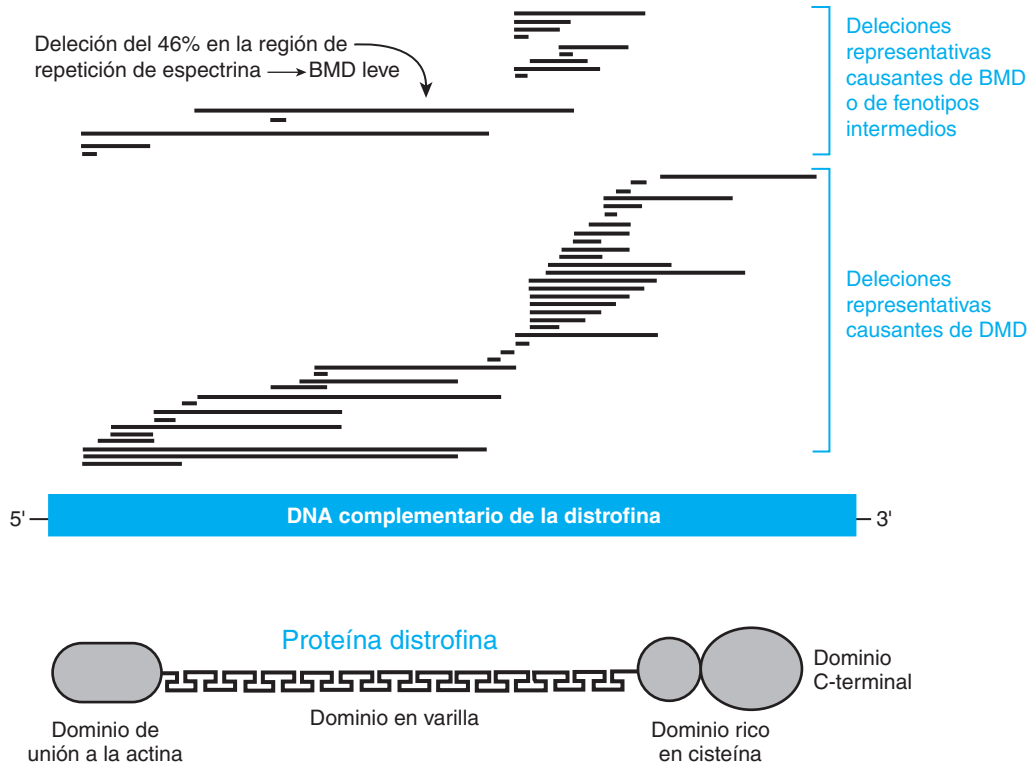 Deleción del 46% en la región de
repetición de espectrina → BMD leve
Deleciones
representativas
causantes de BMD
o de fenotipos
intermedios
Deleciones
representativas
causantes de DMD
5'
DNA complementario de la distrofina
3'
Proteína distrofina
Dominio de
unión a la actina
Dominio en varilla
Dominio rico
en cisteína
Dominio
C-terminal